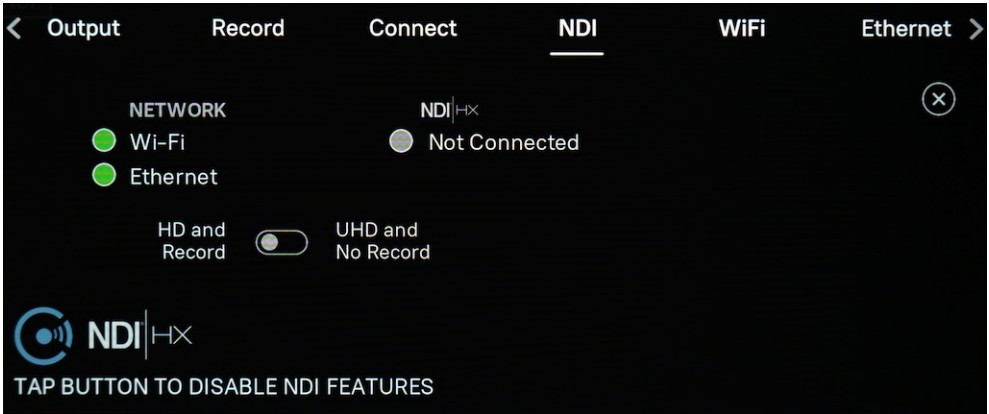 Output Record Connect NDI WiFi Ethernet
NETWORK
Wi-Fi
Ethernet
NDI HX
Not Connected
HD and
Record
UHD and
No Record
NDI HX
TAP BUTTON TO DISABLE NDI FEATURES